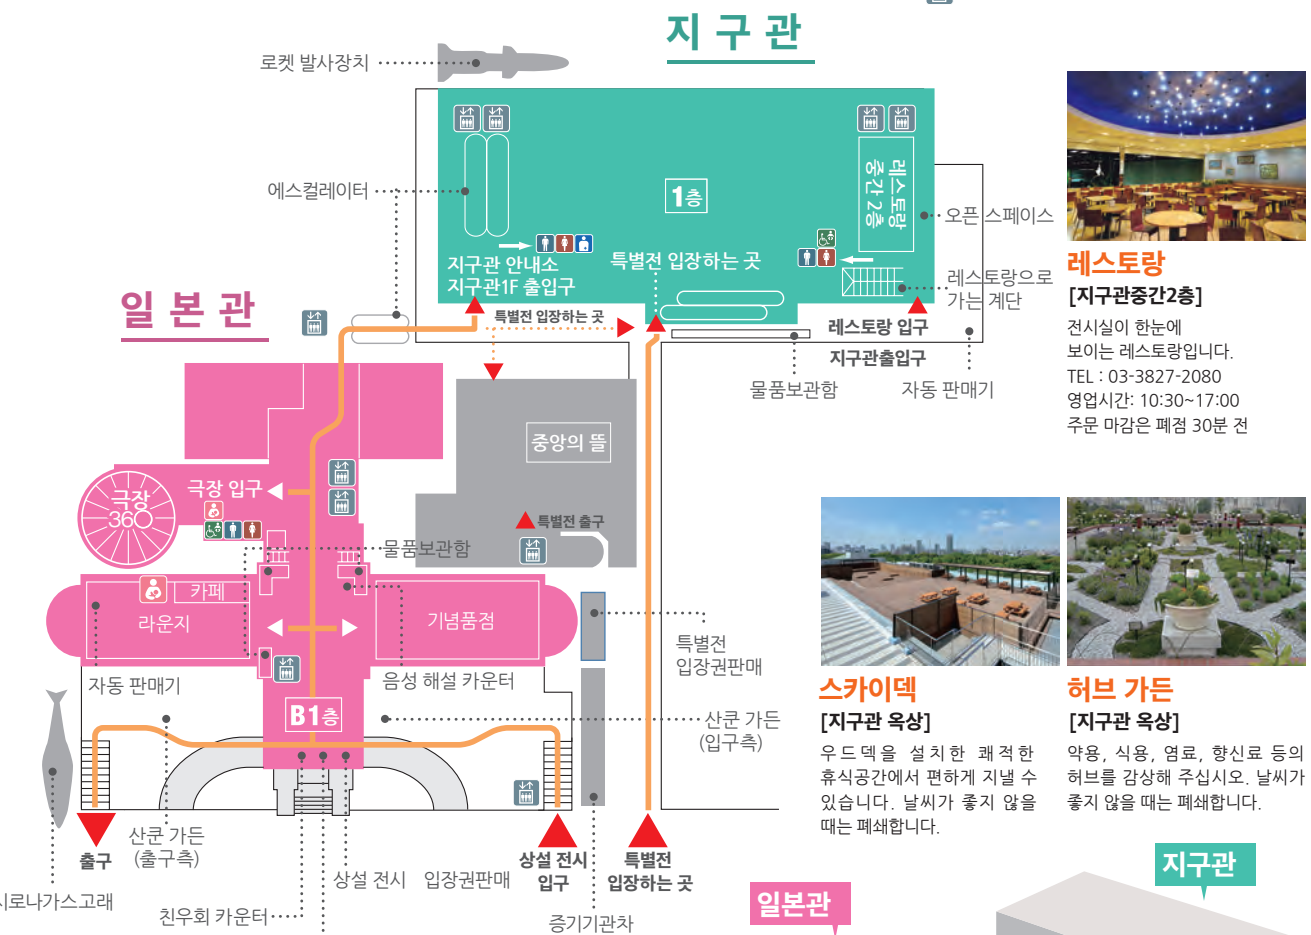 지구관
로켓 발사장치
에스컬레이터
1층
레스토랑
중간 2층
오픈 스페이스
지구관 안내소
지구관1F 출입구
특별전 입장하는 곳
레스토랑으로
가는 계단
특별전 입장하는 곳
레스토랑 입구
지구관출입구
물품보관함
자동 판매기
레스토랑
[지구관중간2층]
전시실이 한눈에
보이는 레스토랑입니다.
TEL : 03-3827-2080
영업시간: 10:30~17:00
주문 마감은 폐점 30분 전
일본관
중앙의 뜰
극장
360
극장 입구
특별전 출구
물품보관함
카페
라운지
기념품점
특별전
입장권판매
자동 판매기
음성 해설 카운터
B1층
산쿤 가든
(입구측)
산쿤 가든
(출구측)
출구
상설 전시
입구
특별전
입장하는 곳
상설 전시 입장권판매
시로나가스고래
친우회 카운터
증기기관차
스카이덱
[지구관 옥상]
우드덱을 설치한 쾌적한
휴식공간에서 편하게 지낼 수
있습니다. 날씨가 좋지 않을
때는 폐쇄합니다.
허브 가든
[지구관 옥상]
약용, 식용, 염료, 향신료 등의
허브를 감상해 주십시오. 날씨가
좋지 않을 때는 폐쇄합니다.
일본관
지구관